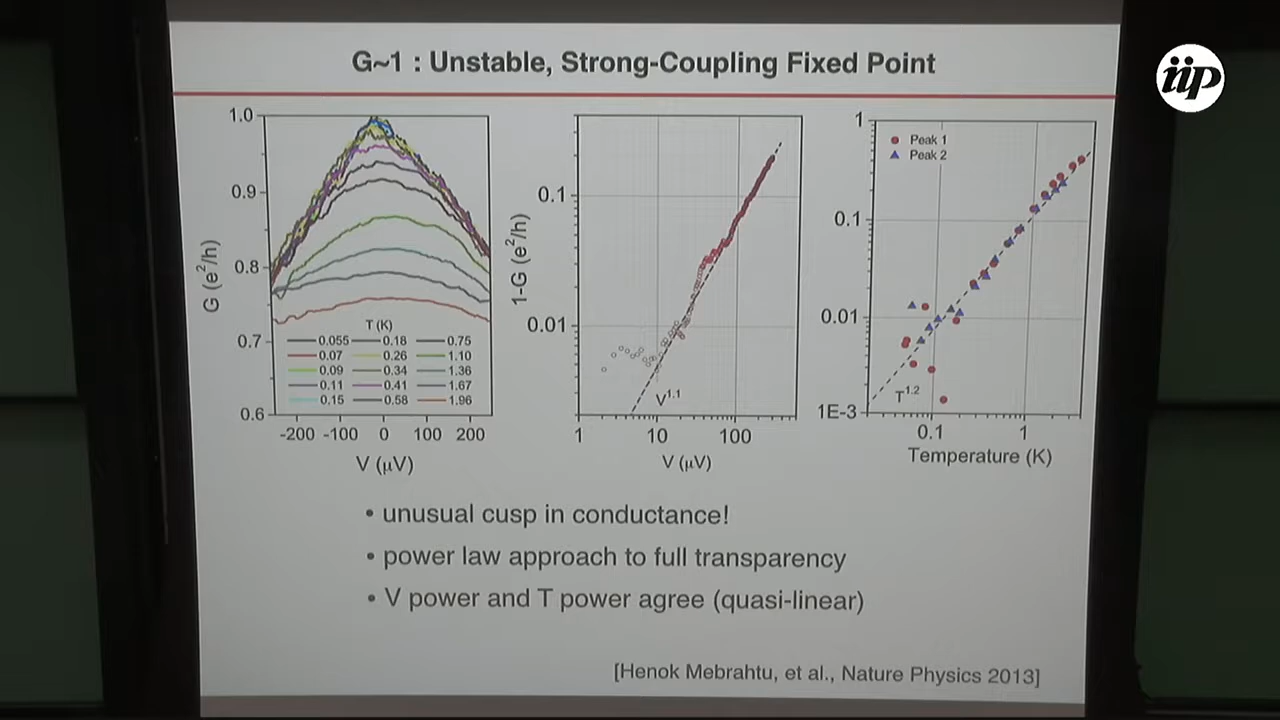 G~1 : Unstable, Strong-Coupling Fixed Point
iip
1.0
0.9
0.8
0.7
0.6
G (e²/h)
T (K)
0.055 0.18 0.75
0.07 0.26 1.10
0.09 0.34 1.36
0.11 0.41 1.67
0.15 0.58 1.96
-200 -100 0 100 200
V (μV)
0.1
0.01
1-G (e²/h)
V^1.1
1 10 100
V (μV)
1
0.1
0.01
1E-3
Peak 1
Peak 2
T^1.2
0.1 1
Temperature (K)
• unusual cusp in conductance!
• power law approach to full transparency
• V power and T power agree (quasi-linear)
[Henok Mebrahtu, et al., Nature Physics 2013]